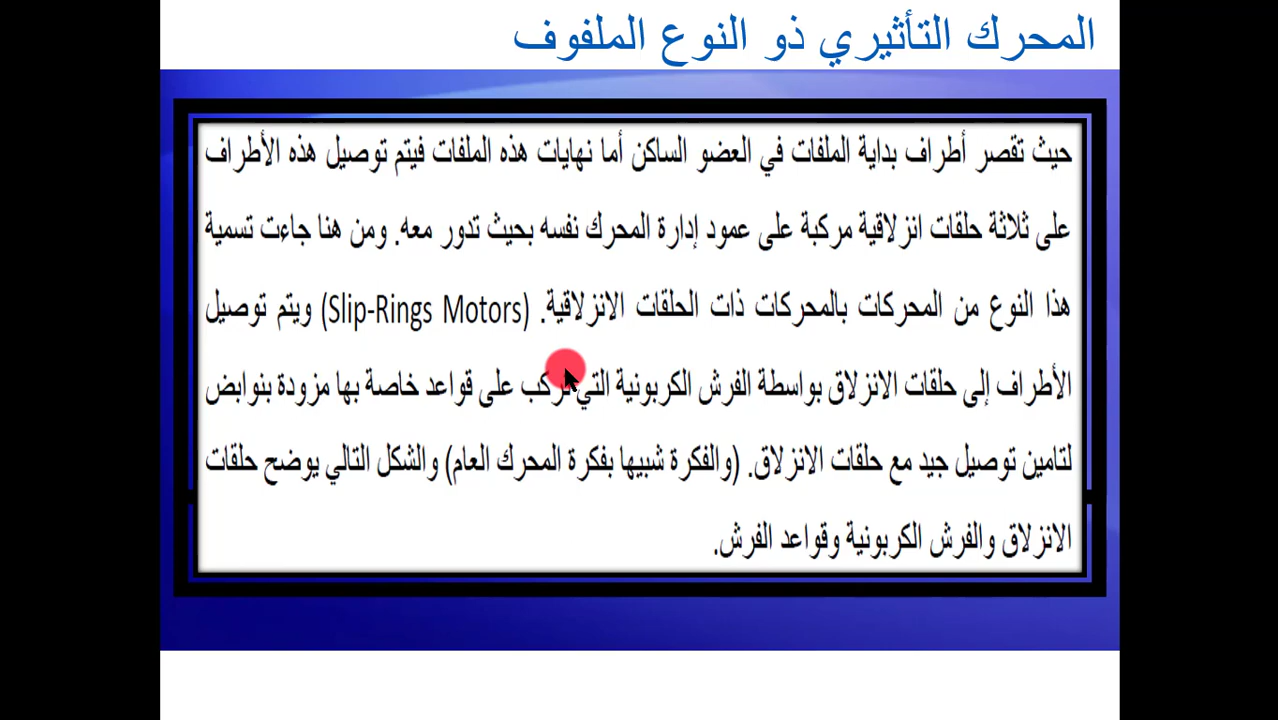 المحرك التأثيري ذو النوع الملفوف
حيث تقصر أطراف بداية الملفات في العضو الساكن أما نهايات هذه الملفات فيتم توصيل هذه الأطراف
على ثلاثة حلقات انزلاقية مركبة على عمود إدارة المحرك نفسه بحيث تدور معه. ومن هنا جاءت تسمية
هذا النوع من المحركات بالمحركات ذات الحلقات الانزلاقية. (Slip-Rings Motors) ويتم توصيل
الأطراف إلى حلقات الانزلاق بواسطة الفرش الكربونية التي تركب على قواعد خاصة بها مزودة بنوابض
لتامين توصيل جيد مع حلقات الانزلاق. (والفكرة شبيها بفكرة المحرك العام) والشكل التالي يوضح حلقات
الانزلاق والفرش الكربونية وقواعد الفرش.